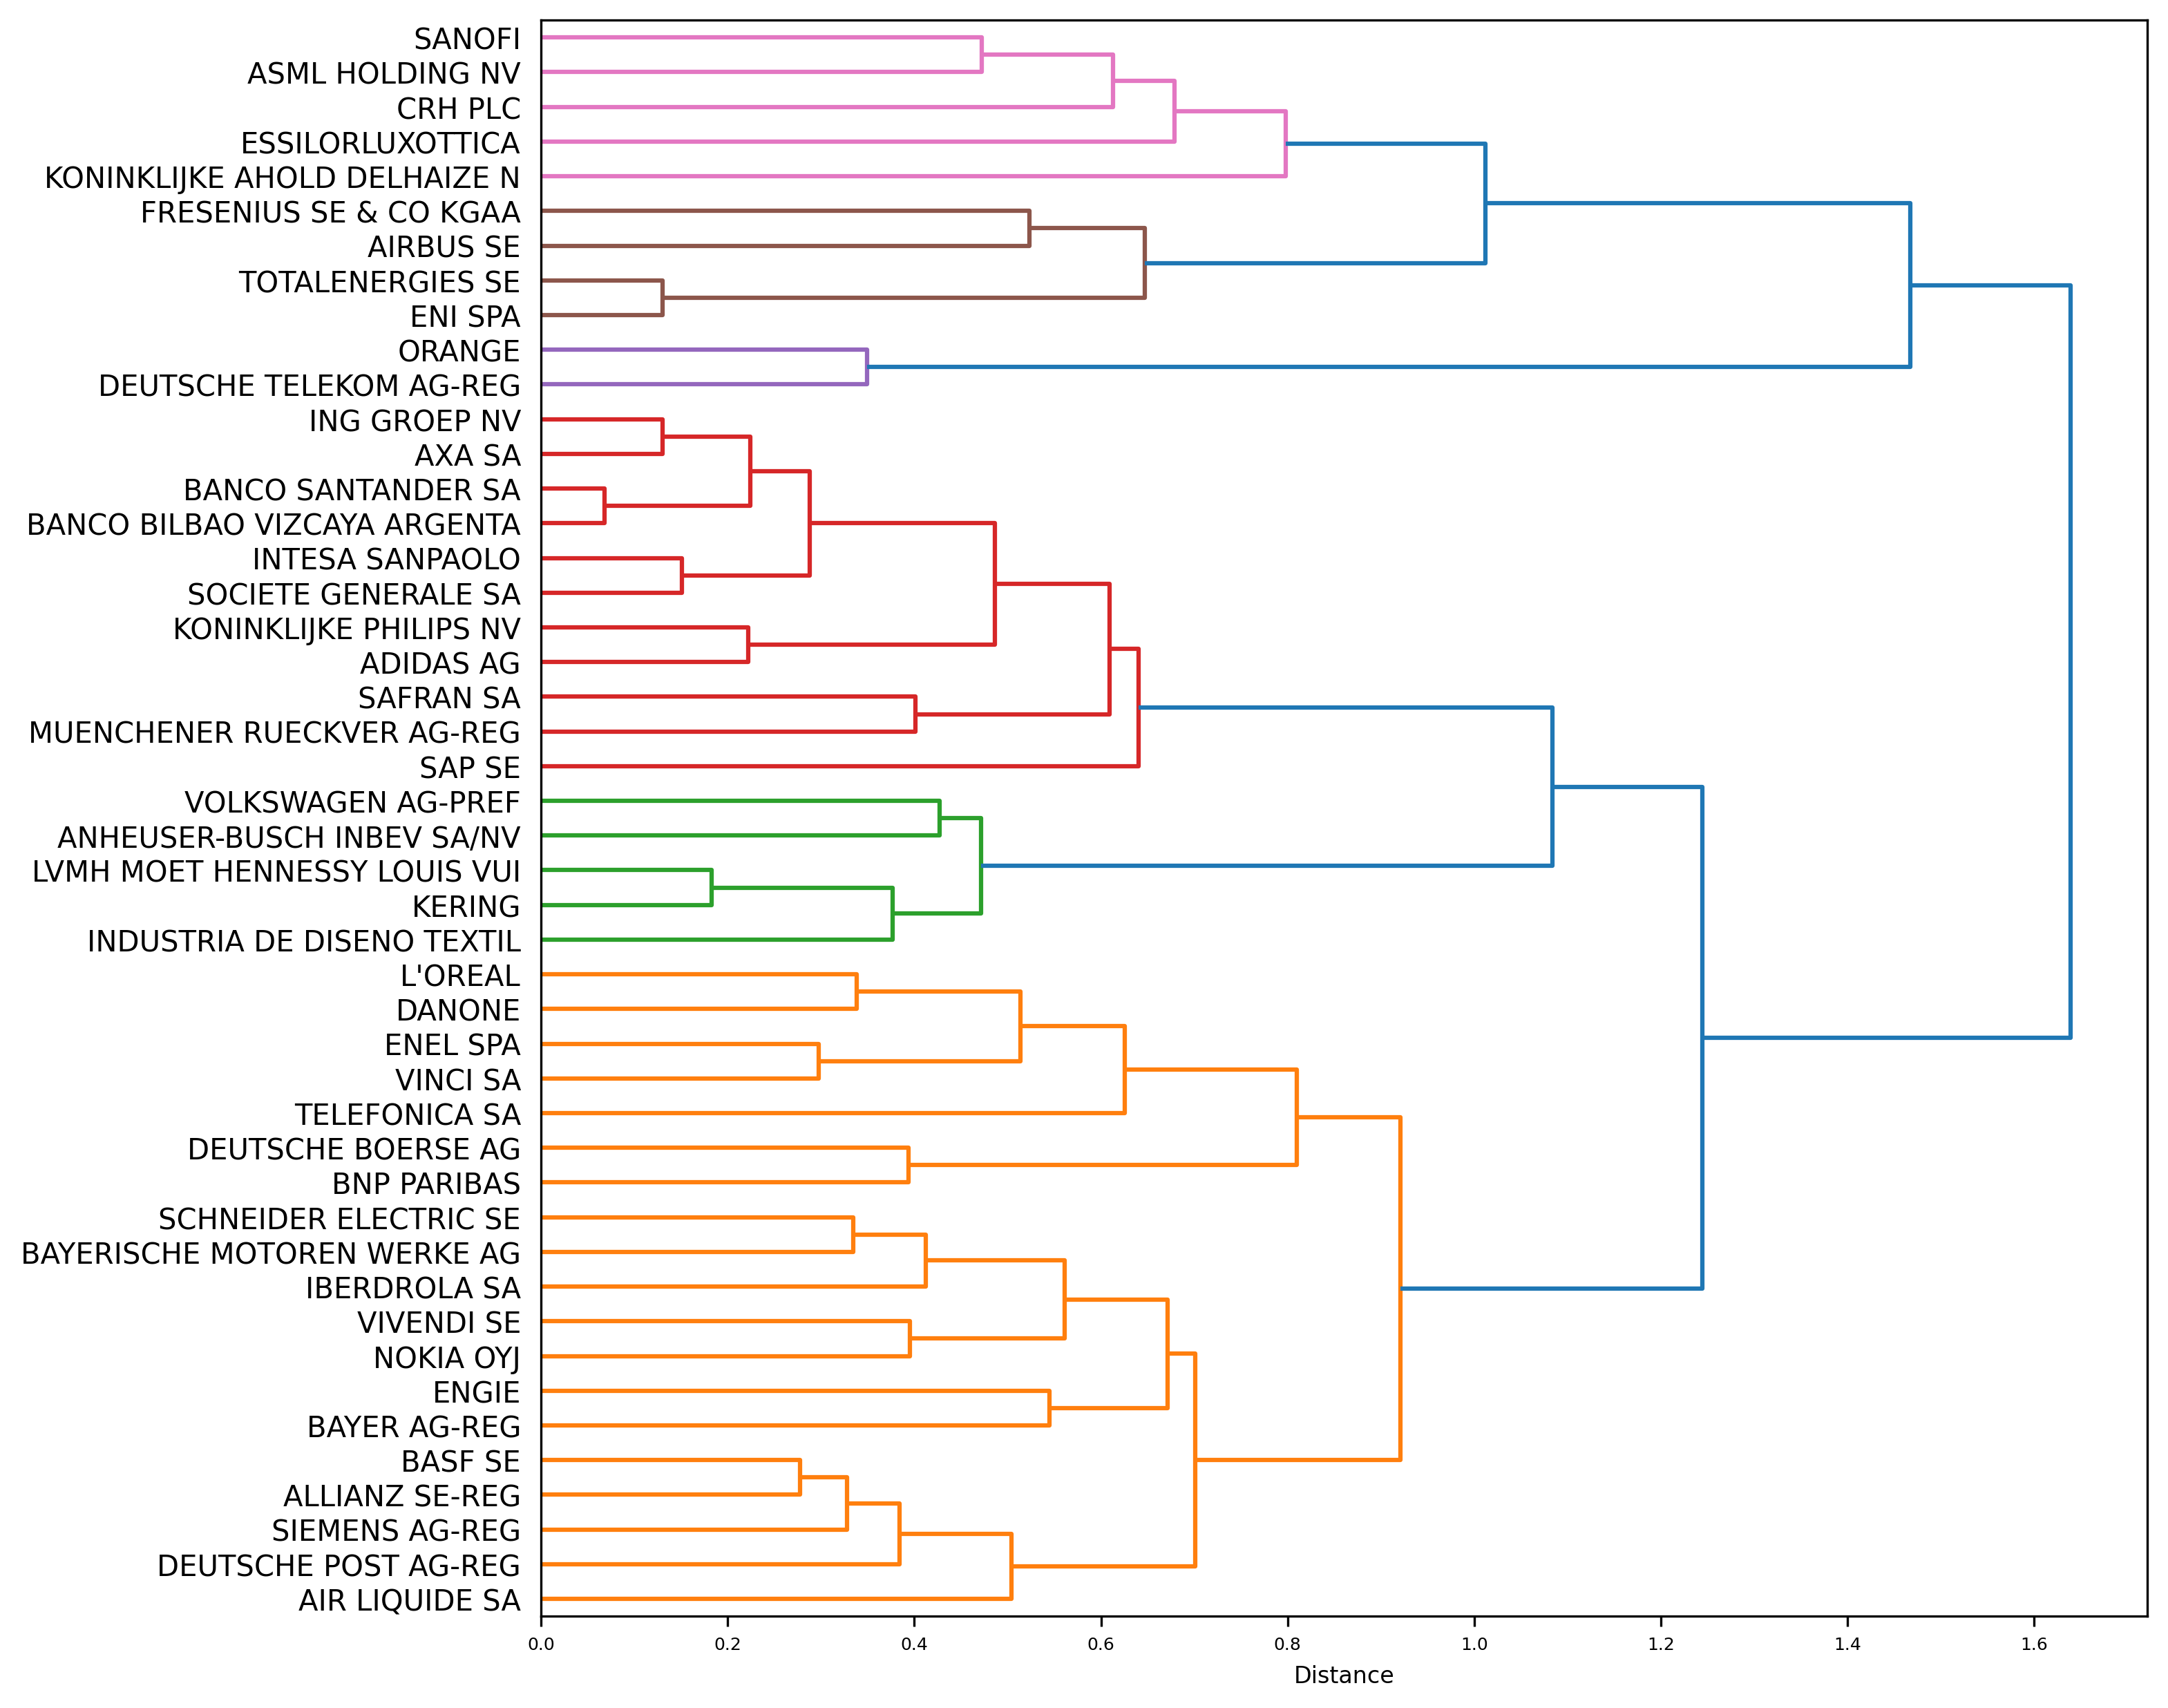 SANOFI
ASML HOLDING NV
CRH PLC
ESSILORLUXOTTICA
KONINKLIJKE AHOLD DELHAIZE N
FRESENIUS SE & CO KGAA
AIRBUS SE
TOTALENERGIES SE
ENI SPA
ORANGE
DEUTSCHE TELEKOM AG-REG
ING GROEP NV
AXA SA
BANCO SANTANDER SA
BANCO BILBAO VIZCAYA ARGENTA
INTESA SANPAOLO
SOCIETE GENERALE SA
KONINKLIJKE PHILIPS NV
ADIDAS AG
SAFRAN SA
MUENCHENER RUECKVER AG-REG
SAP SE
VOLKSWAGEN AG-PREF
ANHEUSER-BUSCH INBEV SA/NV
LVMH MOET HENNESSY LOUIS VUI
KERING
INDUSTRIA DE DISENO TEXTIL
L'OREAL
DANONE
ENEL SPA
VINCI SA
TELEFONICA SA
DEUTSCHE BOERSE AG
BNP PARIBAS
SCHNEIDER ELECTRIC SE
BAYERISCHE MOTOREN WERKE AG
IBERDROLA SA
VIVENDI SE
NOKIA OYJ
ENGIE
BAYER AG-REG
BASF SE
ALLIANZ SE-REG
SIEMENS AG-REG
DEUTSCHE POST AG-REG
AIR LIQUIDE SA
0.0 0.2 0.4 0.6 0.8 1.0 1.2 1.4 1.6
Distance